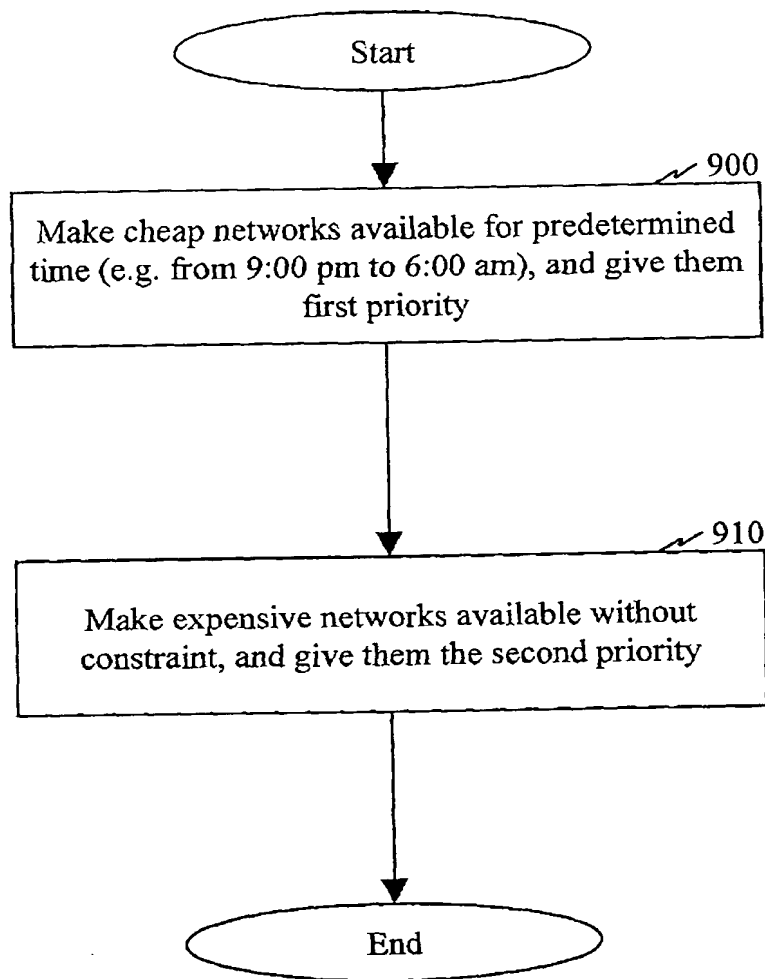 Start
900
Make cheap networks available for predetermined
time (e.g. from 9:00 pm to 6:00 am), and give them
first priority
910
Make expensive networks available without
constraint, and give them the second priority
End